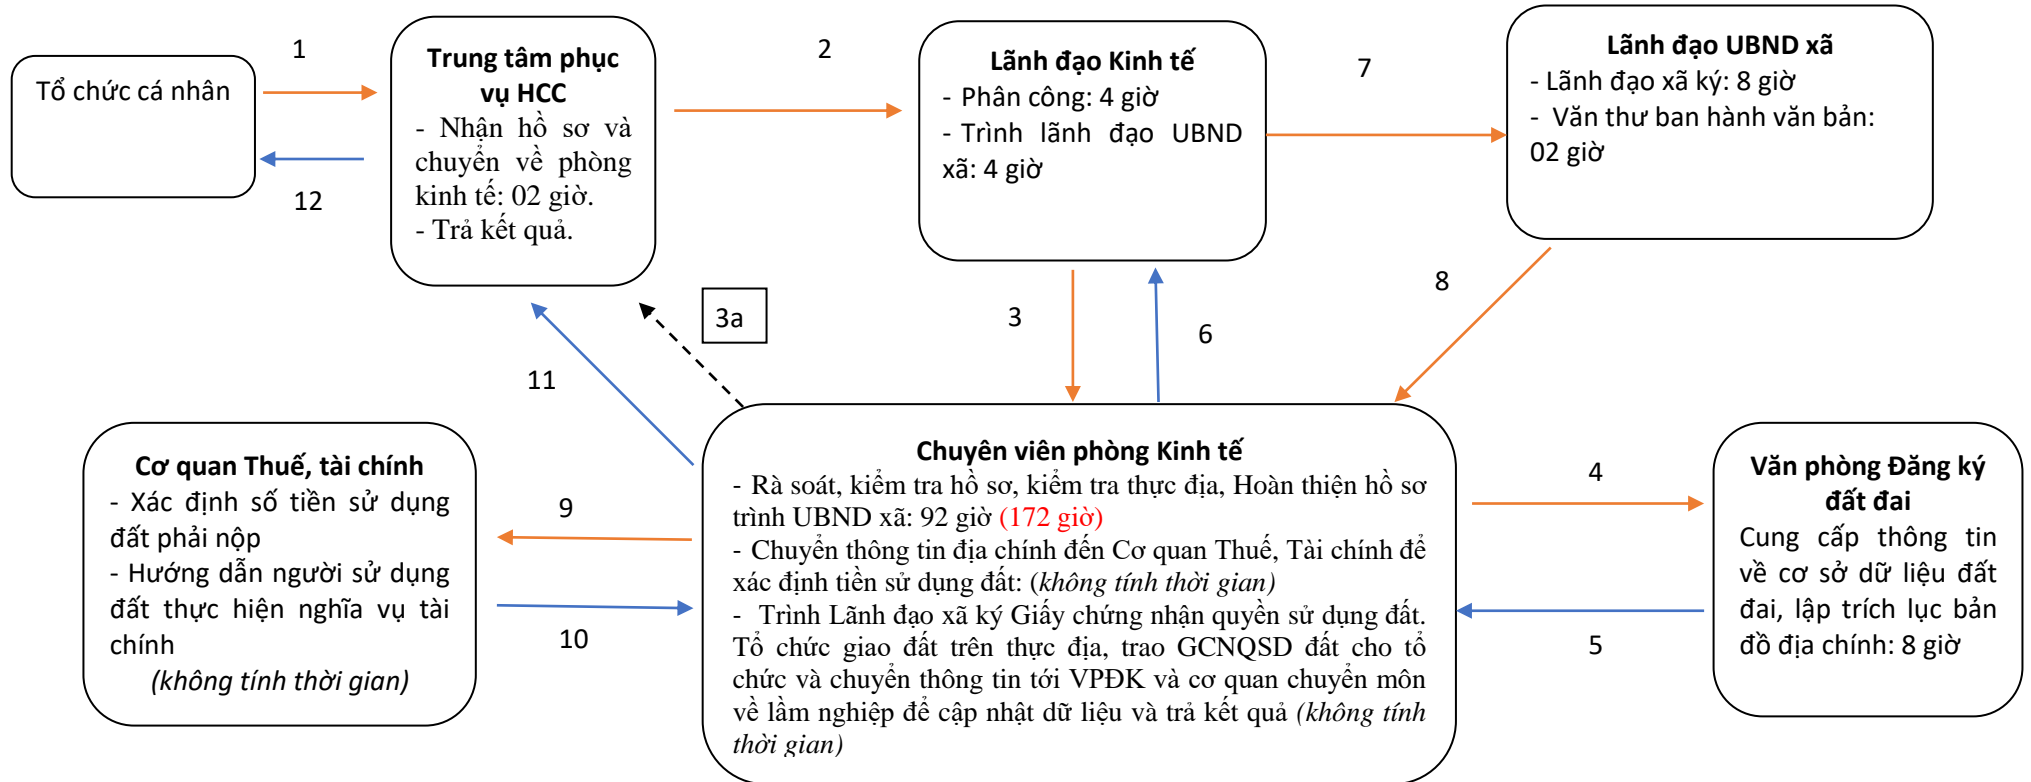 Tổ chức cá nhân
1
12
Trung tâm phục
vụ HCC
- Nhận hồ sơ và
chuyển về phòng
kinh tế: 02 giờ.
- Trả kết quả.
2
Lãnh đạo Kinh tế
- Phân công: 4 giờ
- Trình lãnh đạo UBND
xã: 4 giờ
7
Lãnh đạo UBND xã
- Lãnh đạo xã ký: 8 giờ
- Văn thư ban hành văn bản:
02 giờ
8
3
6
3a
11
Cơ quan Thuế, tài chính
- Xác định số tiền sử dụng
đất phải nộp
- Hướng dẫn người sử dụng
đất thực hiện nghĩa vụ tài
chính
(không tính thời gian)
9
10
Chuyên viên phòng Kinh tế
- Rà soát, kiểm tra hồ sơ, kiểm tra thực địa, Hoàn thiện hồ sơ
trình UBND xã: 92 giờ (172 giờ)
- Chuyển thông tin địa chính đến Cơ quan Thuế, Tài chính để
xác định tiền sử dụng đất: (không tính thời gian)
- Trình Lãnh đạo xã ký Giấy chứng nhận quyền sử dụng đất.
Tổ chức giao đất trên thực địa, trao GCNQSD đất cho tổ
chức và chuyển thông tin tới VPĐK và cơ quan chuyển môn
về lầm nghiệp để cập nhật dữ liệu và trả kết quả (không tính
thời gian)
4
5
Văn phòng Đăng ký
đất đai
Cung cấp thông tin
về cơ sở dữ liệu đất
đai, lập trích lục bản
đồ địa chính: 8 giờ